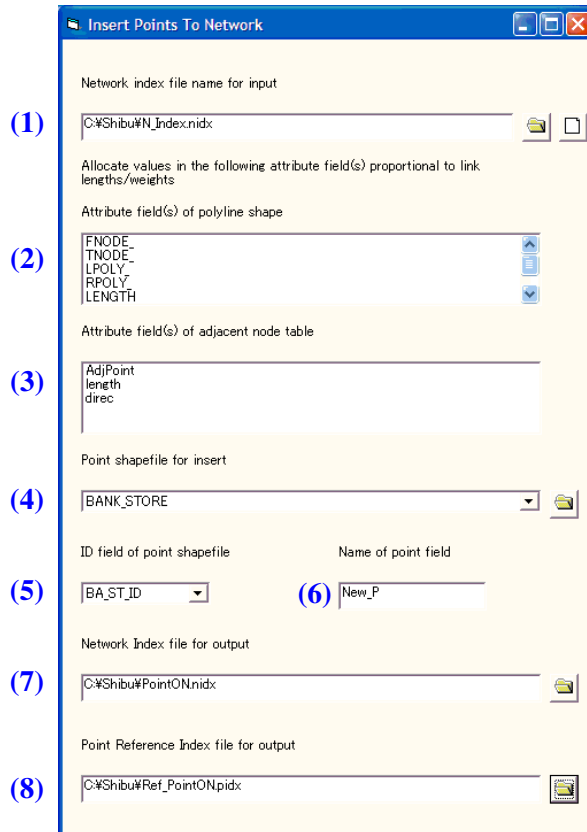 Insert Points To Network
Network index file name for input
(1)
C:¥Shibu¥N_Index.nidx
Allocate values in the following attribute field(s) proportional to link
lengths/weights
Attribute field(s) of polyline shape
(2)
FNODE_
TNODE_
LPOLY_
RPOLY_
LENGTH
Attribute field(s) of adjacent node table
(3)
AdjPoint
length
direc
Point shapefile for insert
(4)
BANK_STORE
ID field of point shapefile
Name of point field
(5)
BA_ST_ID
(6)
New_P
Network Index file for output
(7)
C:¥Shibu¥PointON.nidx
Point Reference Index file for output
(8)
C:¥Shibu¥Ref_PointON.pidx